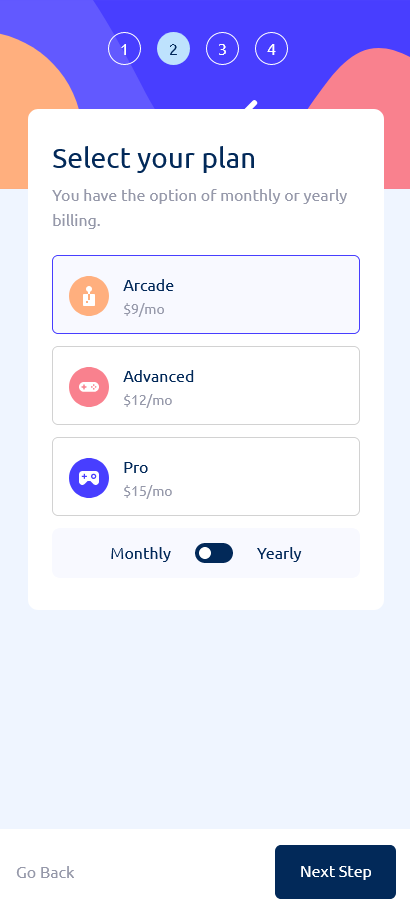 1 2 3 4
Select your plan
You have the option of monthly or yearly
billing.
Arcade
$9/mo
Advanced
$12/mo
Pro
$15/mo
Monthly Yearly
Go Back Next Step